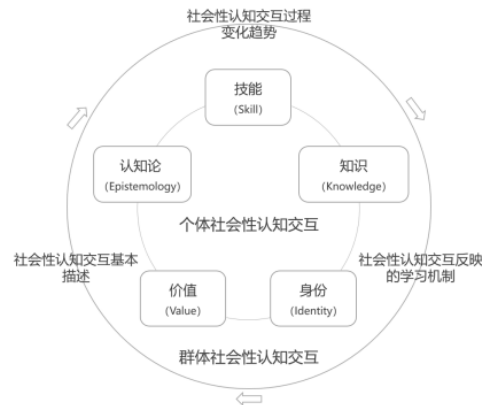 社会性认知交互过程
变化趋势
技能
(Skill)
认知论
(Epistemology)
知识
(Knowledge)
个体社会性认知交互
社会性认知交互基本
描述
社会性认知交互反映
的学习机制
价值
(Value)
身份
(Identity)
群体社会性认知交互